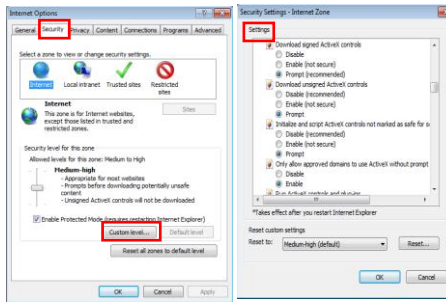 Internet Options
General Security Privacy Content Connections Programs Advanced
Select a zone to view or change security settings.
Internet Local intranet Trusted sites Restricted sites
Internet
This zone is for Internet websites,
except those listed in trusted and
restricted zones.
Sites
Security level for this zone
Allowed levels for this zone: Medium to High
Medium-high
- Appropriate for most websites
- Prompts before downloading potentially unsafe
content
- Unsigned ActiveX controls will not be downloaded
Enable Protected Mode (requires restarting Internet Explorer)
Custom level... Default level
Reset all zones to default level
OK Cancel Apply
Security Settings - Internet Zone
Settings
Download signed ActiveX controls
Disable
Enable (not secure)
Prompt (recommended)
Download unsigned ActiveX controls
Disable (recommended)
Enable (not secure)
Prompt
Initialize and script ActiveX controls not marked as safe for s
Disable (recommended)
Enable (not secure)
Prompt
Only allow approved domains to use ActiveX without prompt
Disable
Enable
Run ActiveX controls and plug-ins
*Takes effect after you restart Internet Explorer
Reset custom settings
Reset to: Medium-high (default) Reset...
OK Cancel